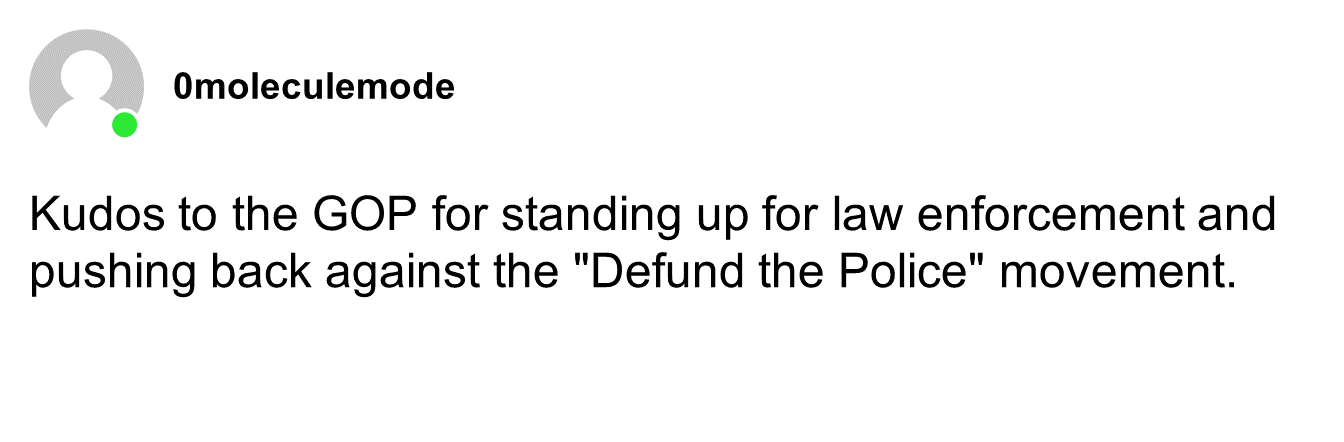 0moleculemode
Kudos to the GOP for standing up for law enforcement and
pushing back against the "Defund the Police" movement.